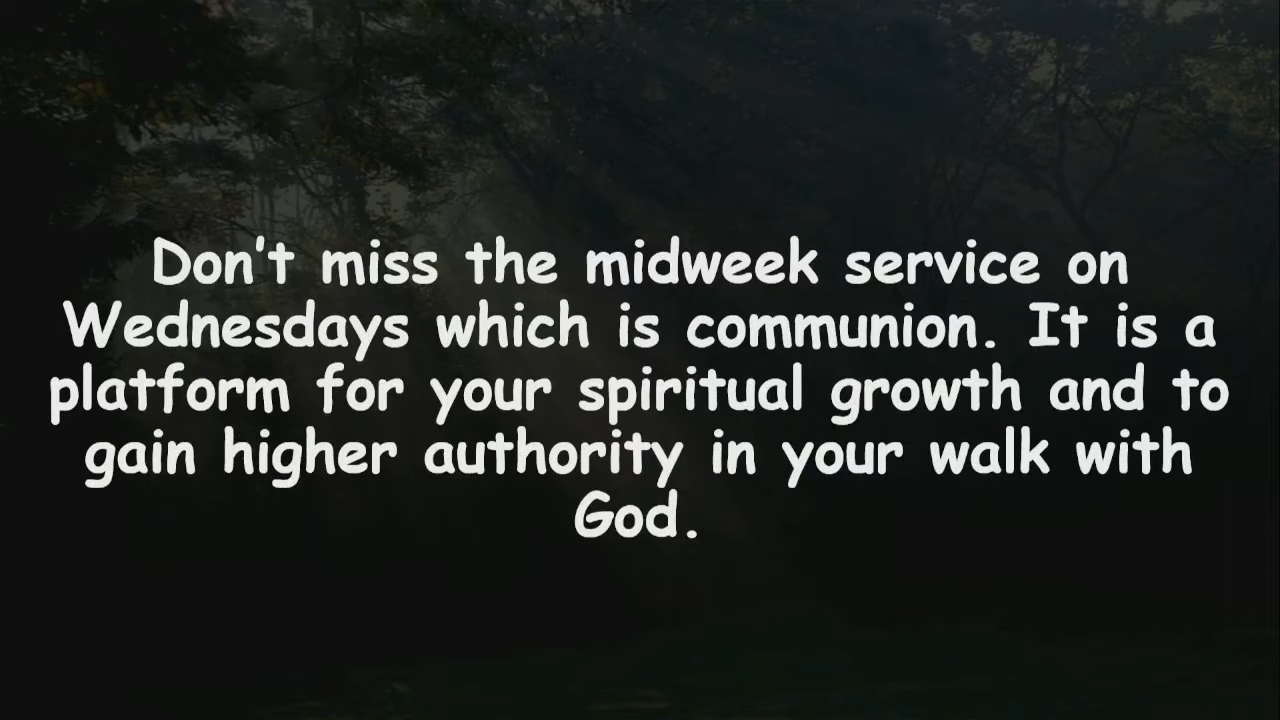 Don't miss the midweek service on
Wednesdays which is communion. It is a
platform for your spiritual growth and to
gain higher authority in your walk with
God.